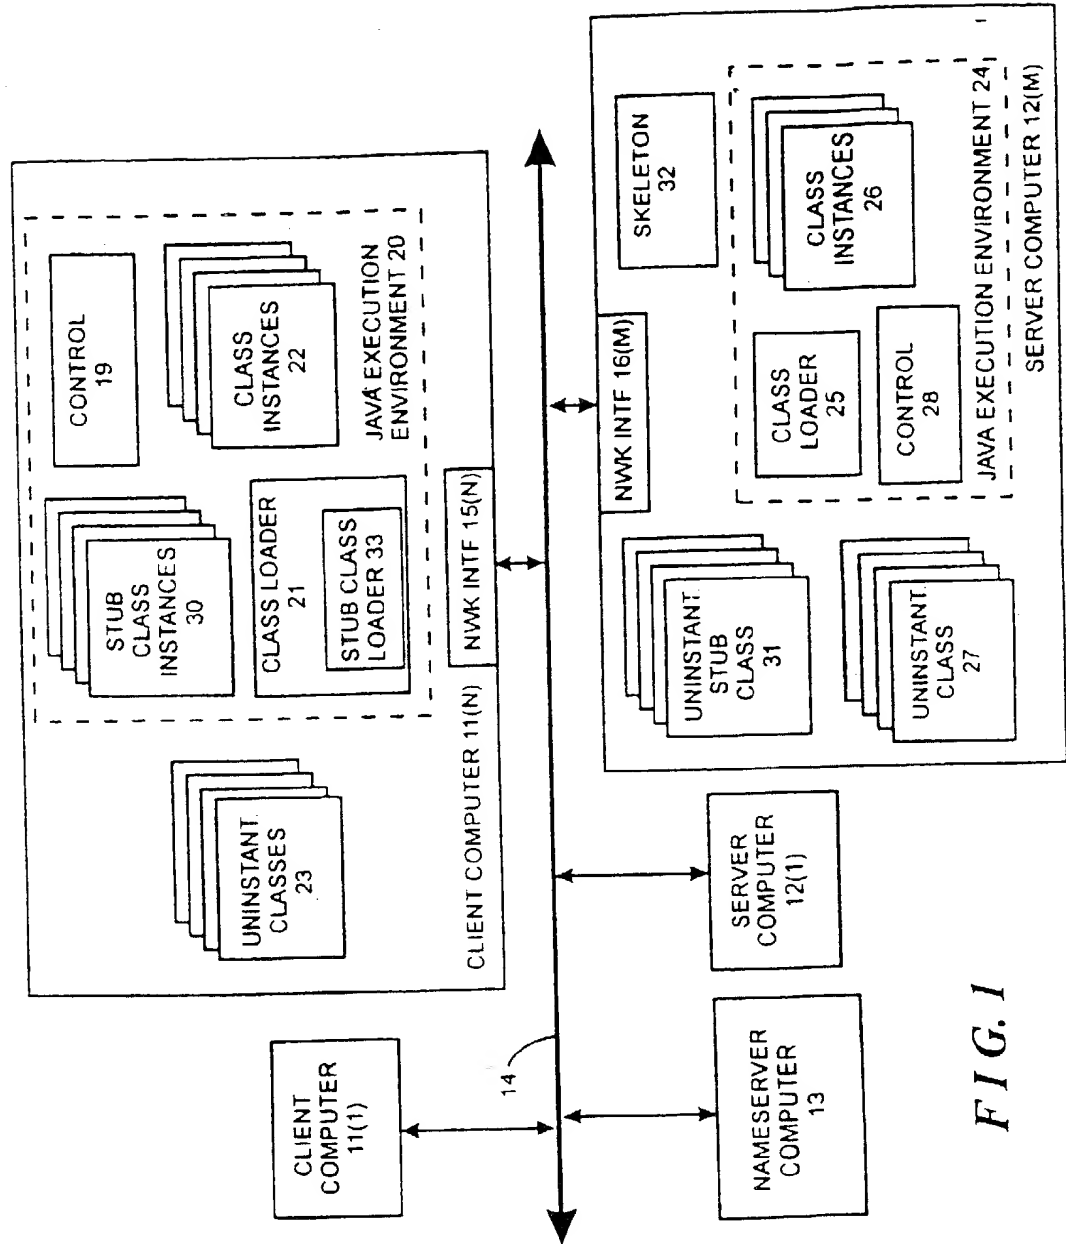 CLIENT
COMPUTER
11(1)
UNINSTANT.
CLASSES
23
STUB
CLASS
INSTANCES
30
CONTROL
19
CLASS LOADER
21
STUB CLASS
LOADER 33
CLASS
INSTANCES
22
JAVA EXECUTION
ENVIRONMENT 20
CLIENT COMPUTER 11(N)
NWK INTF 15(N)
14
NAMESERVER
COMPUTER
13
SERVER
COMPUTER
12(1)
NWK INTF 16(M)
SKELETON
32
UNINSTANT.
STUB
CLASS
31
CLASS
LOADER
25
CLASS
INSTANCES
26
UNINSTANT.
CLASS
27
CONTROL
28
JAVA EXECUTION ENVIRONMENT 24
SERVER COMPUTER 12(M)
FIG. 1